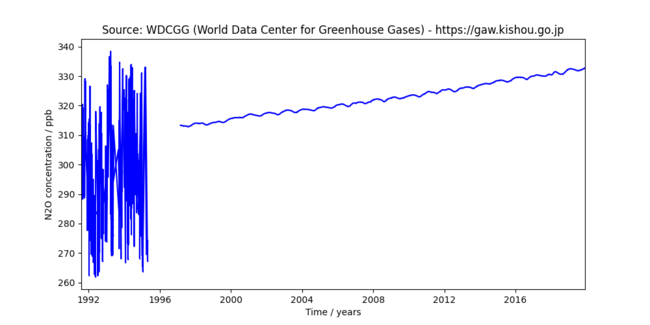 Source: WDCGG (World Data Center for Greenhouse Gases) - https://gaw.kishou.go.jp
340
330
320
310
300
290
280
270
260
N2O concentration / ppb
1992 1996 2000 2004 2008 2012 2016
Time / years